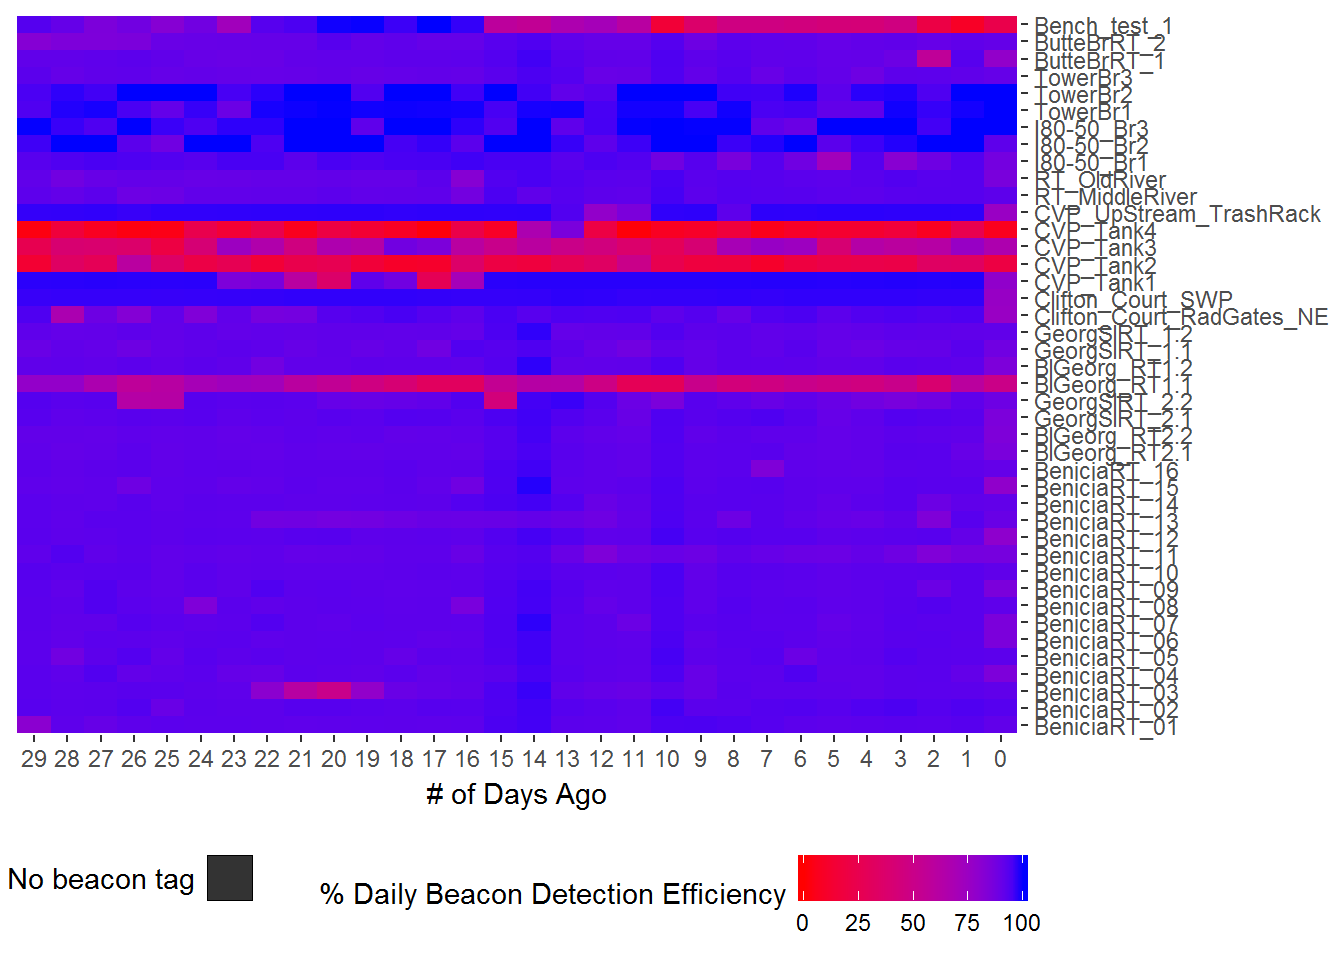 Bench_test_1
ButteBrRT_2
ButteBrRT_1
TowerBr3
TowerBr2
TowerBr1
I80-50_Br3
I80-50_Br2
I80-50_Br1
RT_OldRiver
RT_MiddleRiver
CVP_UpStream_TrashRack
CVP_Tank4
CVP_Tank3
CVP_Tank2
CVP_Tank1
Clifton_Court_SWP
Clifton_Court_RadGates_NE
GeorgSlRT_1.2
GeorgSlRT_1.1
BlGeorg_RT1.2
BlGeorg_RT1.1
GeorgSlRT_2.2
GeorgSlRT_2.1
BlGeorg_RT2.2
BlGeorg_RT2.1
BeniciaRT_16
BeniciaRT_15
BeniciaRT_14
BeniciaRT_13
BeniciaRT_12
BeniciaRT_11
BeniciaRT_10
BeniciaRT_09
BeniciaRT_08
BeniciaRT_07
BeniciaRT_06
BeniciaRT_05
BeniciaRT_04
BeniciaRT_03
BeniciaRT_02
BeniciaRT_01
29 28 27 26 25 24 23 22 21 20 19 18 17 16 15 14 13 12 11 10 9 8 7 6 5 4 3 2 1 0
# of Days Ago
No beacon tag
% Daily Beacon Detection Efficiency
0 25 50 75 100